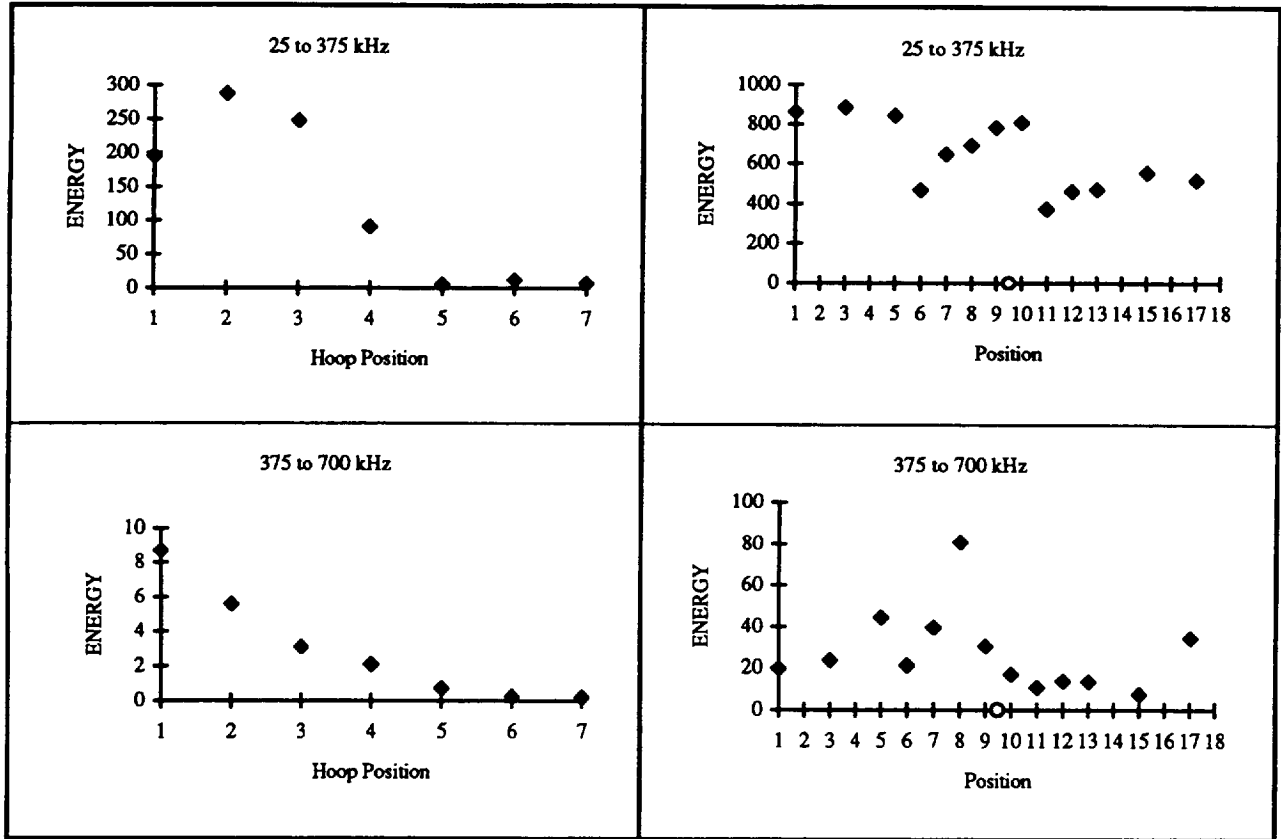 25 to 375 kHz
300
250
200
150
100
50
0
ENERGY
1 2 3 4 5 6 7
Hoop Position
25 to 375 kHz
1000
800
600
400
200
0
ENERGY
1 2 3 4 5 6 7 8 9 10 11 12 13 14 15 16 17 18
Position
375 to 700 kHz
10
8
6
4
2
0
ENERGY
1 2 3 4 5 6 7
Hoop Position
375 to 700 kHz
100
80
60
40
20
0
ENERGY
1 2 3 4 5 6 7 8 9 10 11 12 13 14 15 16 17 18
Position